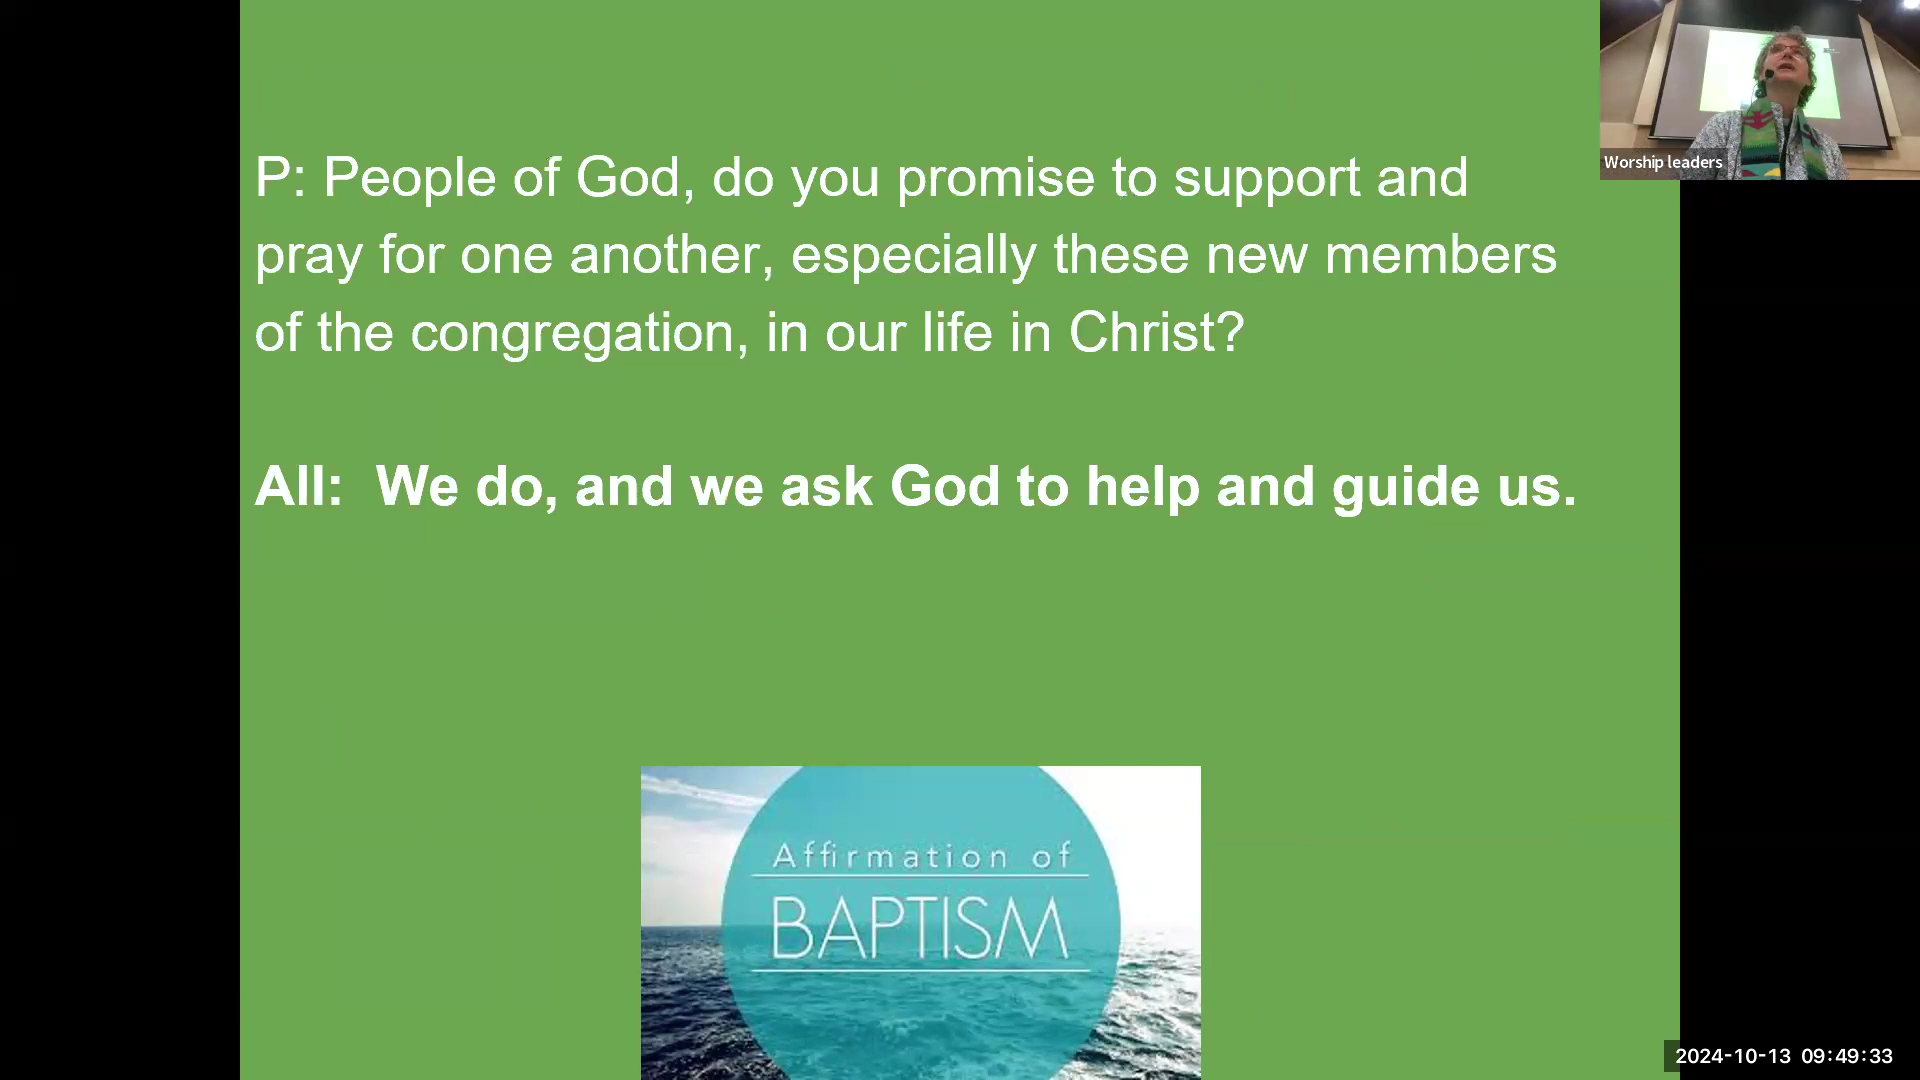 P: People of God, do you promise to support and
pray for one another, especially these new members
of the congregation, in our life in Christ?
All:  We do, and we ask God to help and guide us.
Affirmation of
BAPTISM
Worship leaders
2024-10-13 09:49:33